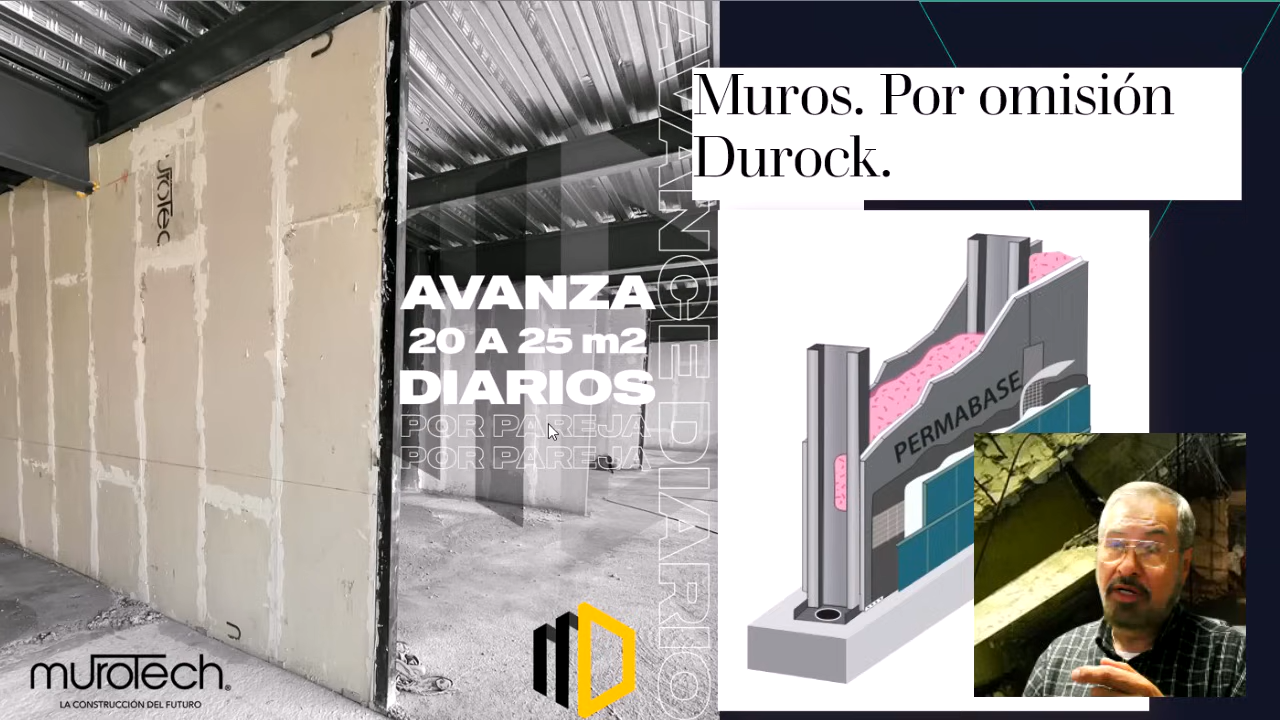 Muros. Por omisión
Durock.
muroTec
AVANZA
20 A 25 m2
DIARIOS
POR PAREJA
POR PAREJA
AVANCE DIARIO
PERMABASE
muroTech®
LA CONSTRUCCIÓN DEL FUTURO